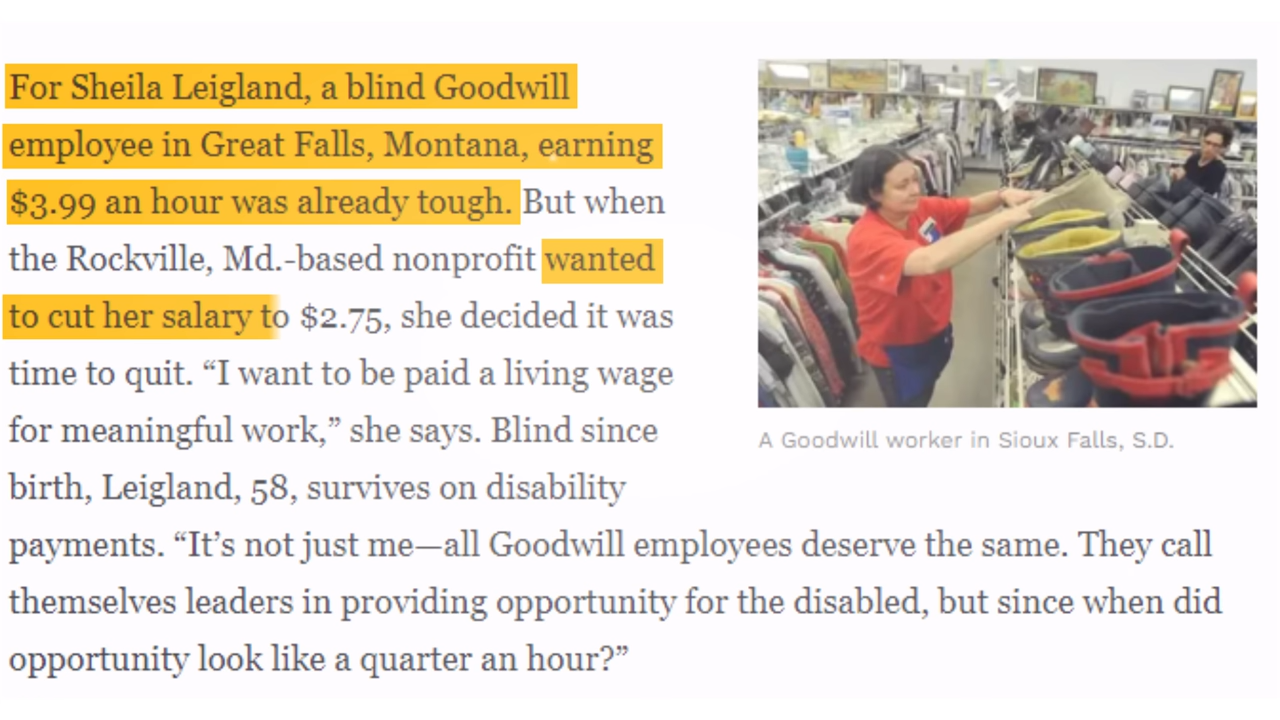 For Sheila Leigland, a blind Goodwill
employee in Great Falls, Montana, earning
$3.99 an hour was already tough. But when
the Rockville, Md.-based nonprofit wanted
to cut her salary to $2.75, she decided it was
time to quit. “I want to be paid a living wage
for meaningful work,” she says. Blind since
birth, Leigland, 58, survives on disability
payments. “It’s not just me—all Goodwill employees deserve the same. They call
themselves leaders in providing opportunity for the disabled, but since when did
opportunity look like a quarter an hour?”
A Goodwill worker in Sioux Falls, S.D.